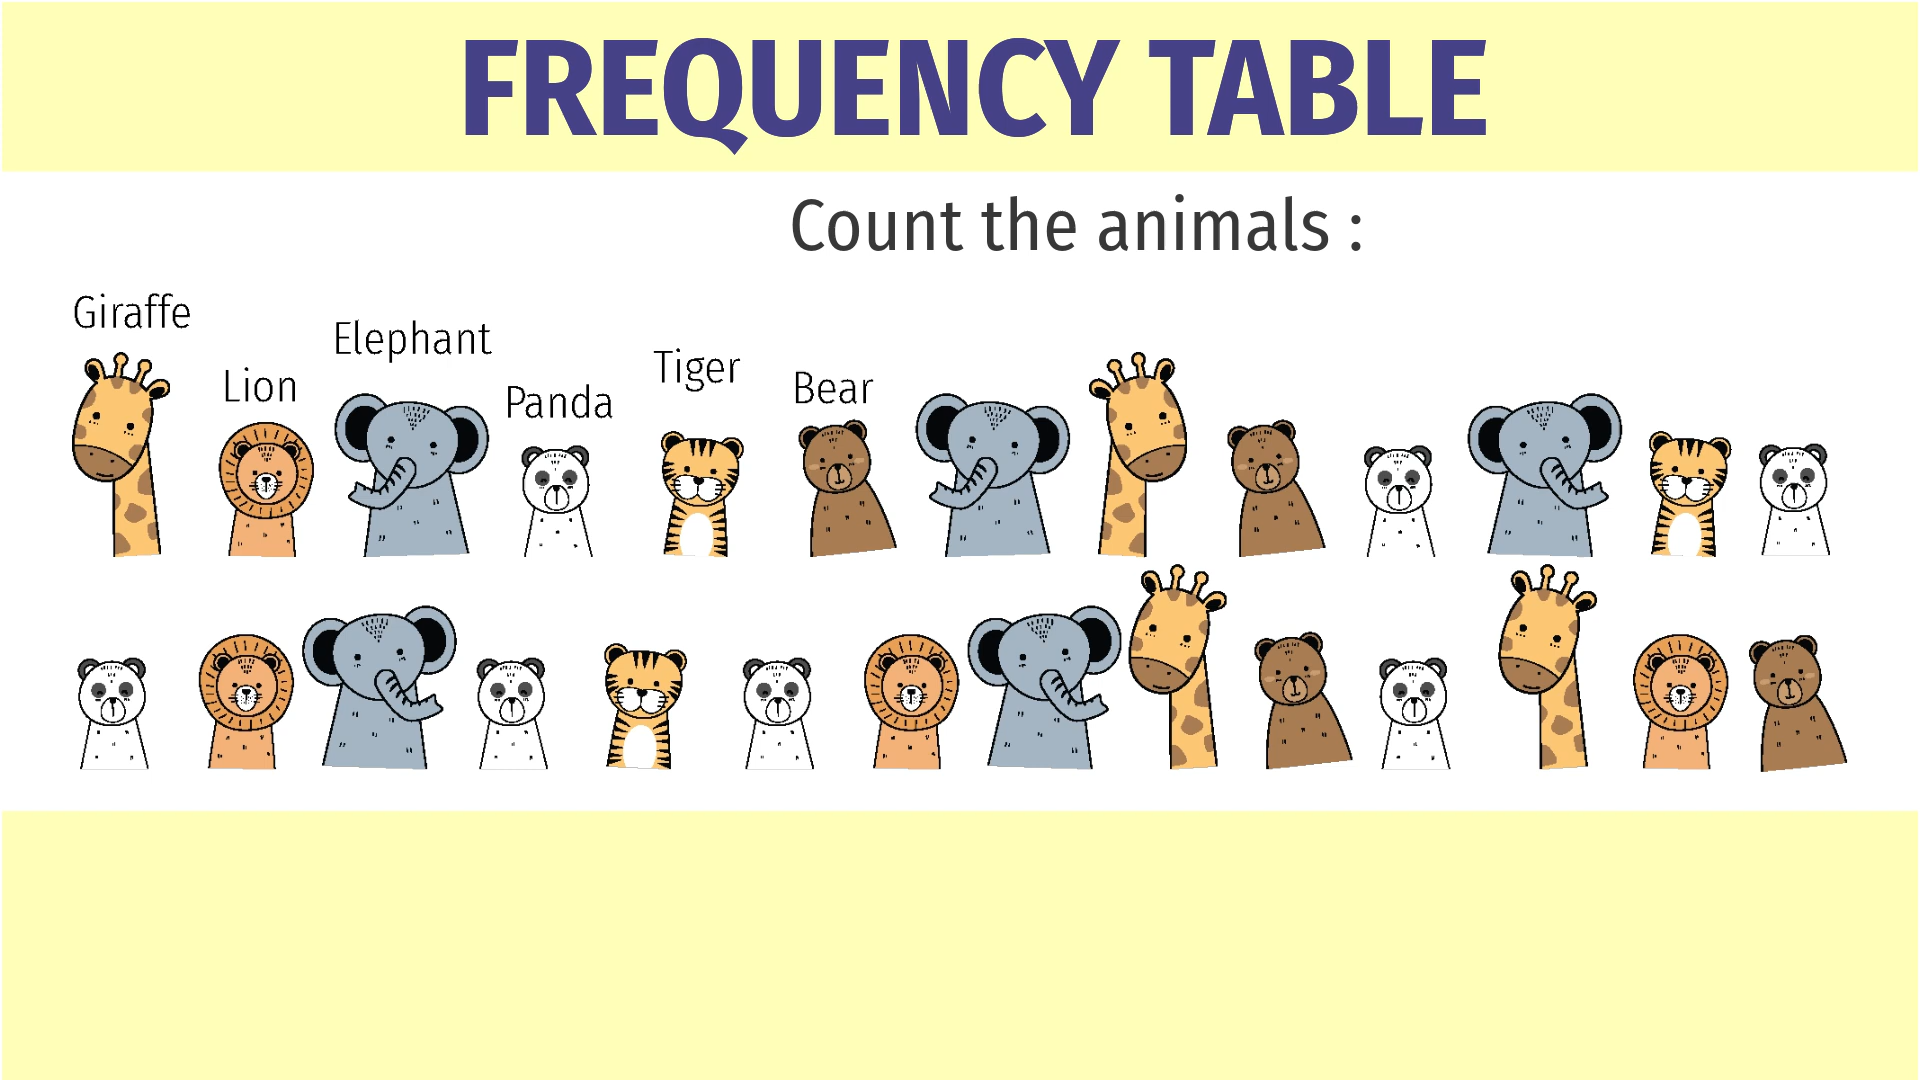 FREQUENCY TABLE
Count the animals :
Giraffe
Lion
Elephant
Panda
Tiger
Bear